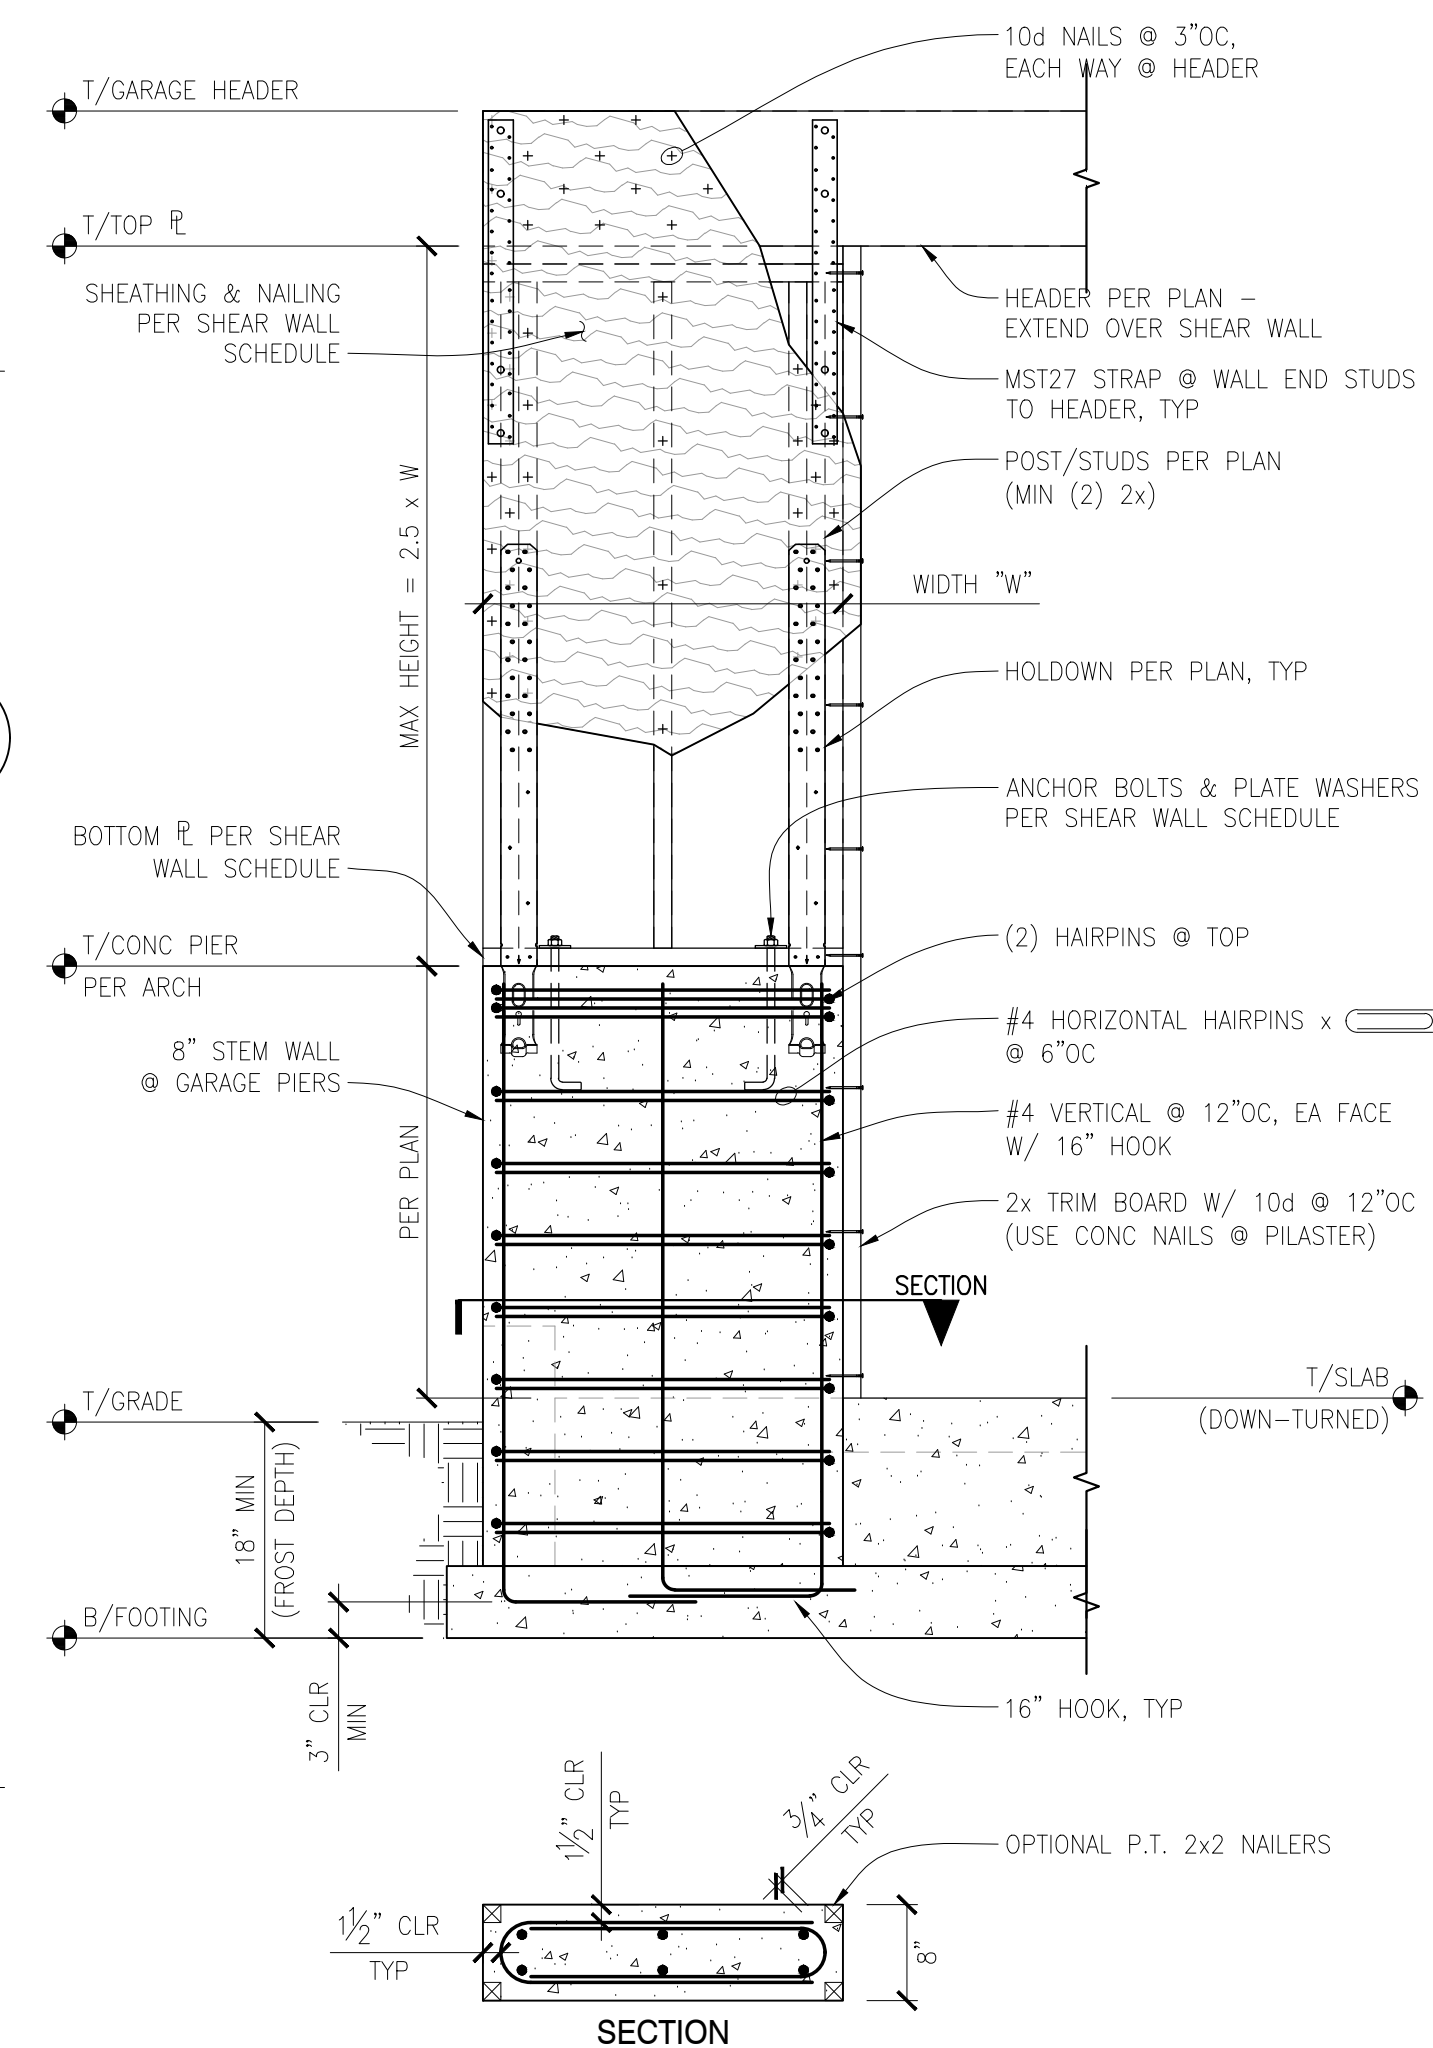 10d NAILS @ 3"OC,
EACH WAY @ HEADER
T/GARAGE HEADER
T/TOP ℄
SHEATHING & NAILING
PER SHEAR WALL
SCHEDULE
HEADER PER PLAN –
EXTEND OVER SHEAR WALL
MST27 STRAP @ WALL END STUDS
TO HEADER, TYP
POST/STUDS PER PLAN
(MIN (2) 2x)
MAX HEIGHT = 2.5 x W
WIDTH "W"
HOLDOWN PER PLAN, TYP
ANCHOR BOLTS & PLATE WASHERS
PER SHEAR WALL SCHEDULE
BOTTOM ℄ PER SHEAR
WALL SCHEDULE
T/CONC PIER
PER ARCH
(2) HAIRPINS @ TOP
8" STEM WALL
@ GARAGE PIERS
#4 HORIZONTAL HAIRPINS x
@ 6"OC
#4 VERTICAL @ 12"OC, EA FACE
W/ 16" HOOK
PER PLAN
2x TRIM BOARD W/ 10d @ 12"OC
(USE CONC NAILS @ PILASTER)
SECTION
T/GRADE
T/SLAB
(DOWN-TURNED)
18" MIN
(FROST DEPTH)
B/FOOTING
3" CLR
MIN
16" HOOK, TYP
1½" CLR
TYP
3/4" CLR
TYP
OPTIONAL P.T. 2x2 NAILERS
1½" CLR
TYP
8"
SECTION